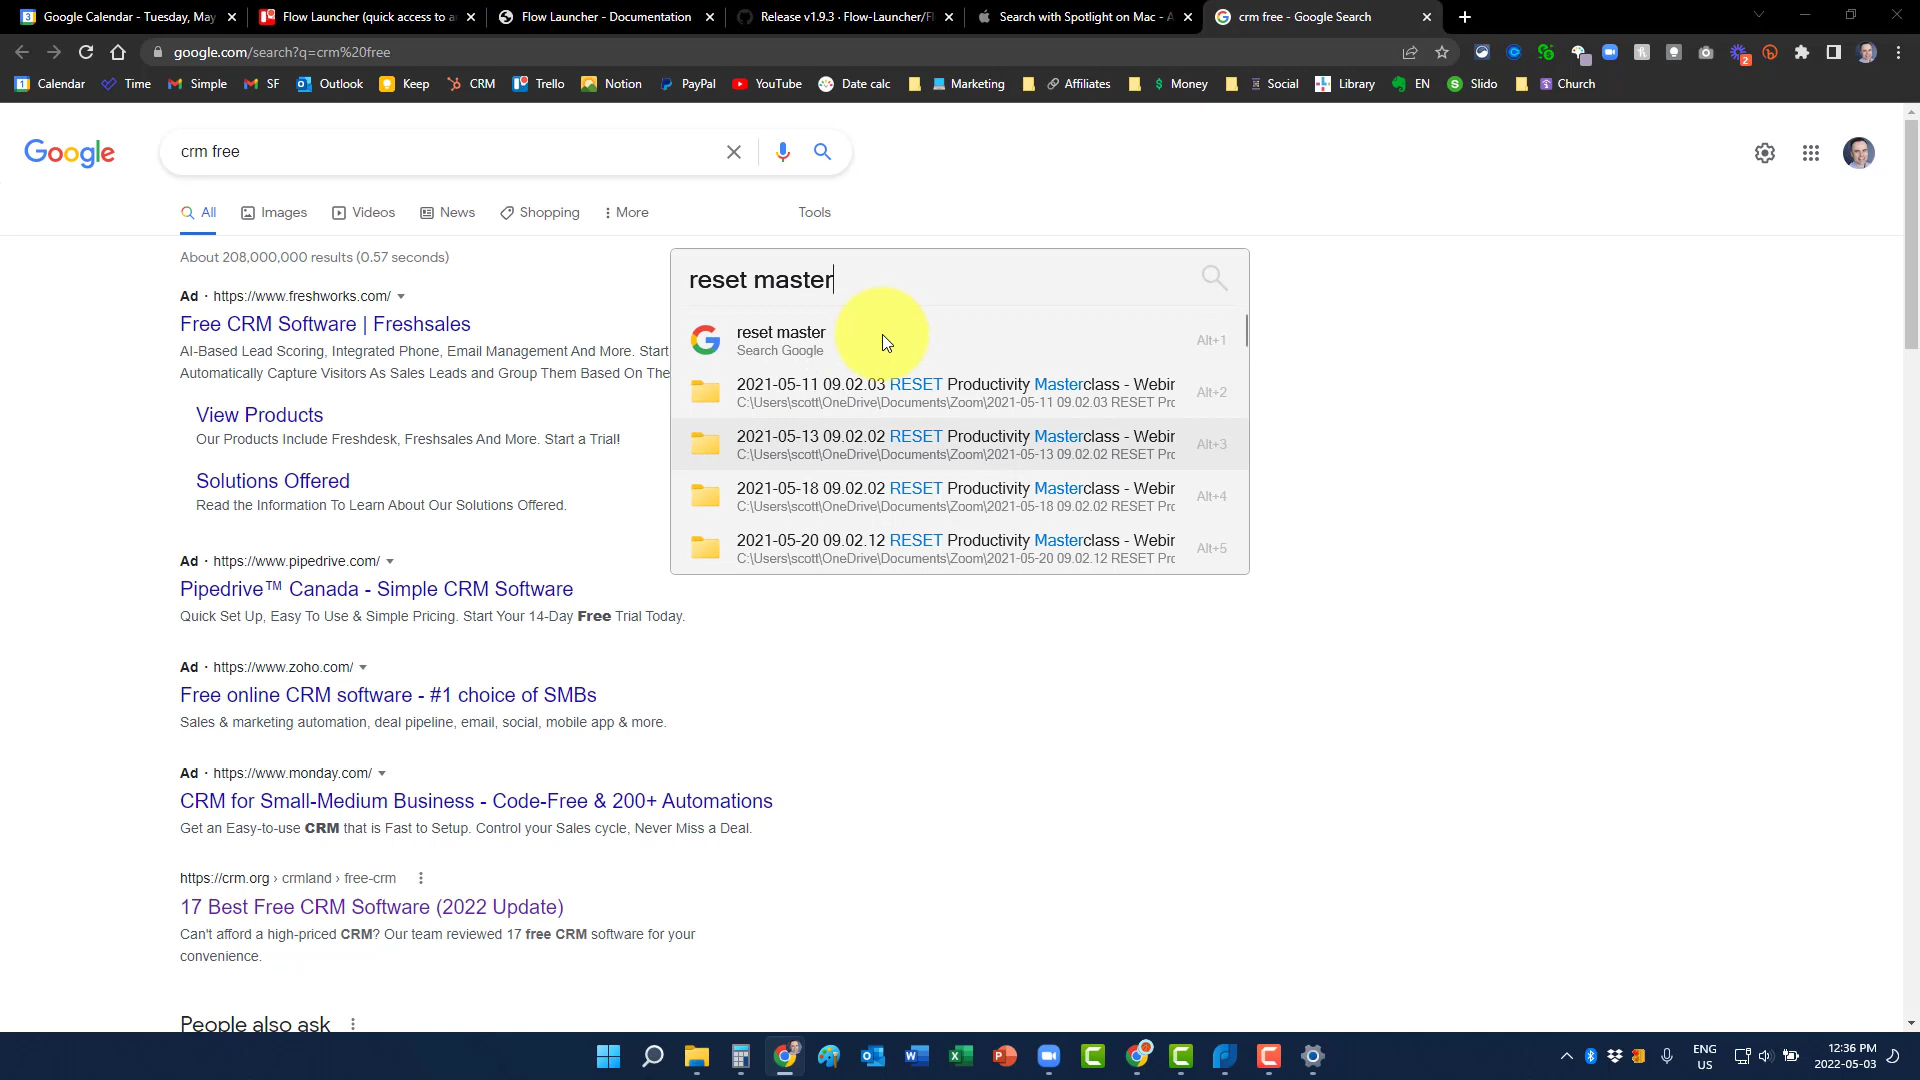 Google Calendar - Tuesday, May
Flow Launcher (quick access to a
Flow Launcher - Documentation
Release v1.9.3 · Flow-Launcher/Fl
Search with Spotlight on Mac - A
crm free - Google Search
google.com/search?q=crm%20free
2
Calendar
Time
Simple
SF
Outlook
Keep
CRM
Trello
Notion
PayPal
YouTube
Date calc
Marketing
Affiliates
Money
Social
Library
EN
Slido
Church
Google
crm free
All
Images
Videos
News
Shopping
More
Tools
About 208,000,000 results (0.57 seconds)
Ad · https://www.freshworks.com/
Free CRM Software | Freshsales
AI-Based Lead Scoring, Integrated Phone, Email Management And More. Start
Automatically Capture Visitors As Sales Leads and Group Them Based On The
View Products
Our Products Include Freshdesk, Freshsales And More. Start a Trial!
Solutions Offered
Read the Information To Learn About Our Solutions Offered.
Ad · https://www.pipedrive.com/
Pipedrive™ Canada - Simple CRM Software
Quick Set Up, Easy To Use & Simple Pricing. Start Your 14-Day Free Trial Today.
Ad · https://www.zoho.com/
Free online CRM software - #1 choice of SMBs
Sales & marketing automation, deal pipeline, email, social, mobile app & more.
Ad · https://www.monday.com/
CRM for Small-Medium Business - Code-Free & 200+ Automations
Get an Easy-to-use CRM that is Fast to Setup. Control your Sales cycle, Never Miss a Deal.
https://crm.org › crmland › free-crm
17 Best Free CRM Software (2022 Update)
Can't afford a high-priced CRM? Our team reviewed 17 free CRM software for your
convenience.
People also ask
reset master
reset master
Search Google
Alt+1
2021-05-11 09.02.03 RESET Productivity Masterclass - Webir
C:\Users\scott\OneDrive\Documents\Zoom\2021-05-11 09.02.03 RESET Prc
Alt+2
2021-05-13 09.02.02 RESET Productivity Masterclass - Webir
C:\Users\scott\OneDrive\Documents\Zoom\2021-05-13 09.02.02 RESET Prc
Alt+3
2021-05-18 09.02.02 RESET Productivity Masterclass - Webir
C:\Users\scott\OneDrive\Documents\Zoom\2021-05-18 09.02.02 RESET Prc
Alt+4
2021-05-20 09.02.12 RESET Productivity Masterclass - Webir
C:\Users\scott\OneDrive\Documents\Zoom\2021-05-20 09.02.12 RESET Prc
Alt+5
ENG
US
12:36 PM
2022-05-03